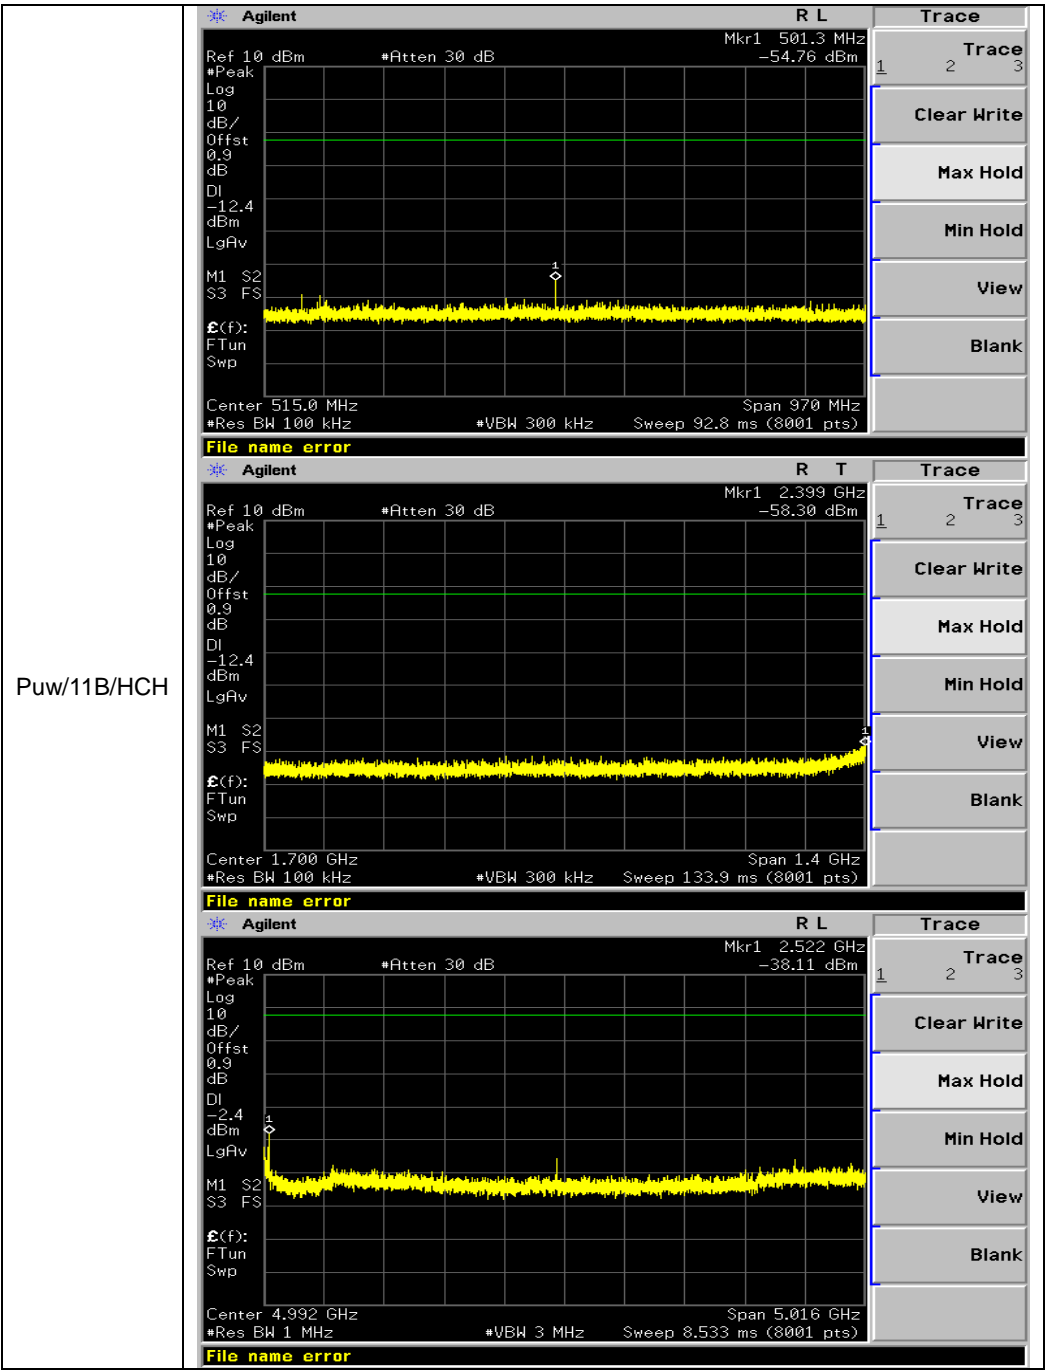 Puw/11B/HCH
Agilent R L Trace
Mkr1 501.3 MHz
Ref 10 dBm #Atten 30 dB -54.76 dBm
#Peak
Log
10
dB/
Offst
0.9
dB
DI
-12.4
dBm
LgAv
M1 S2
S3 FS
£(f):
FTun
Swp
1
Center 515.0 MHz Span 970 MHz
#Res BW 100 kHz #VBW 300 kHz Sweep 92.8 ms (8001 pts)
File name error
Trace
1 2 3
Clear Write
Max Hold
Min Hold
View
Blank
Agilent R T Trace
Mkr1 2.399 GHz
Ref 10 dBm #Atten 30 dB -58.30 dBm
#Peak
Log
10
dB/
Offst
0.9
dB
DI
-12.4
dBm
LgAv
M1 S2
S3 FS
£(f):
FTun
Swp
1
Center 1.700 GHz Span 1.4 GHz
#Res BW 100 kHz #VBW 300 kHz Sweep 133.9 ms (8001 pts)
File name error
Trace
1 2 3
Clear Write
Max Hold
Min Hold
View
Blank
Agilent R L Trace
Mkr1 2.522 GHz
Ref 10 dBm #Atten 30 dB -38.11 dBm
#Peak
Log
10
dB/
Offst
0.9
dB
DI
-2.4
dBm
LgAv
M1 S2
S3 FS
£(f):
FTun
Swp
1
Center 4.992 GHz Span 5.016 GHz
#Res BW 1 MHz #VBW 3 MHz Sweep 8.533 ms (8001 pts)
File name error
Trace
1 2 3
Clear Write
Max Hold
Min Hold
View
Blank